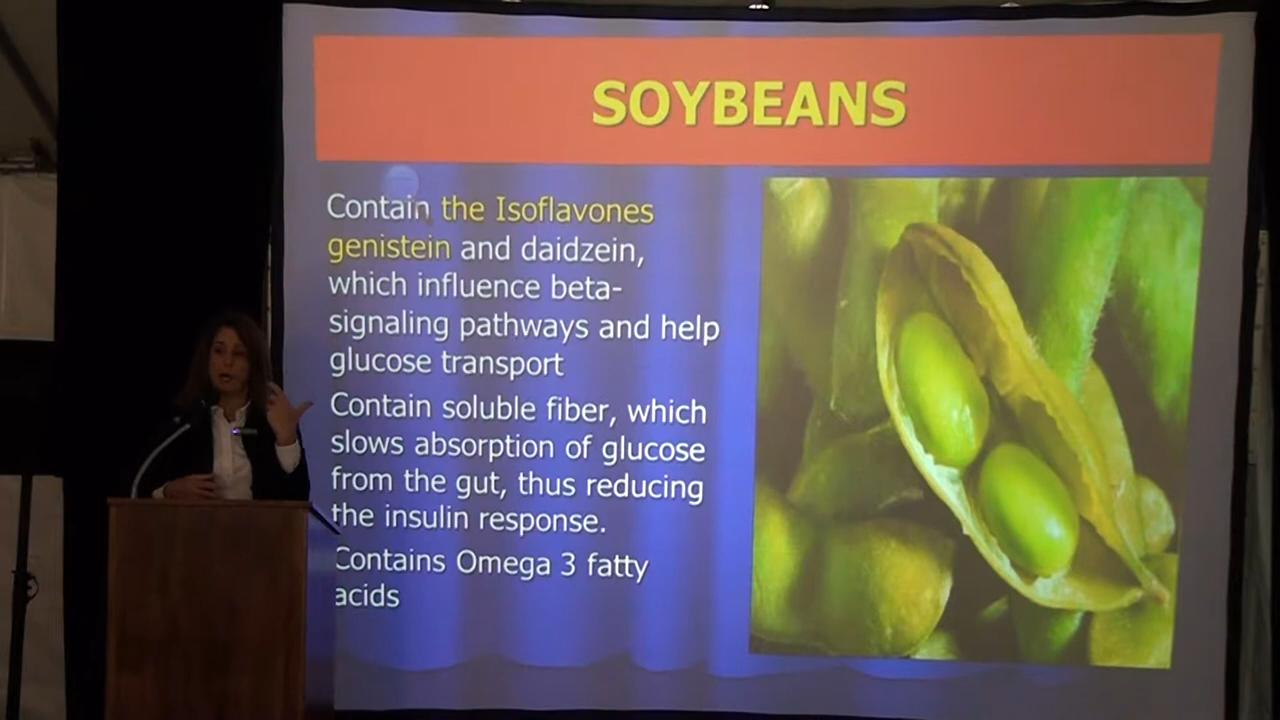 SOYBEANS
Contain the Isoflavones
genistein and daidzein,
which influence beta-
signaling pathways and help
glucose transport
Contain soluble fiber, which
slows absorption of glucose
from the gut, thus reducing
the insulin response.
Contains Omega 3 fatty
acids